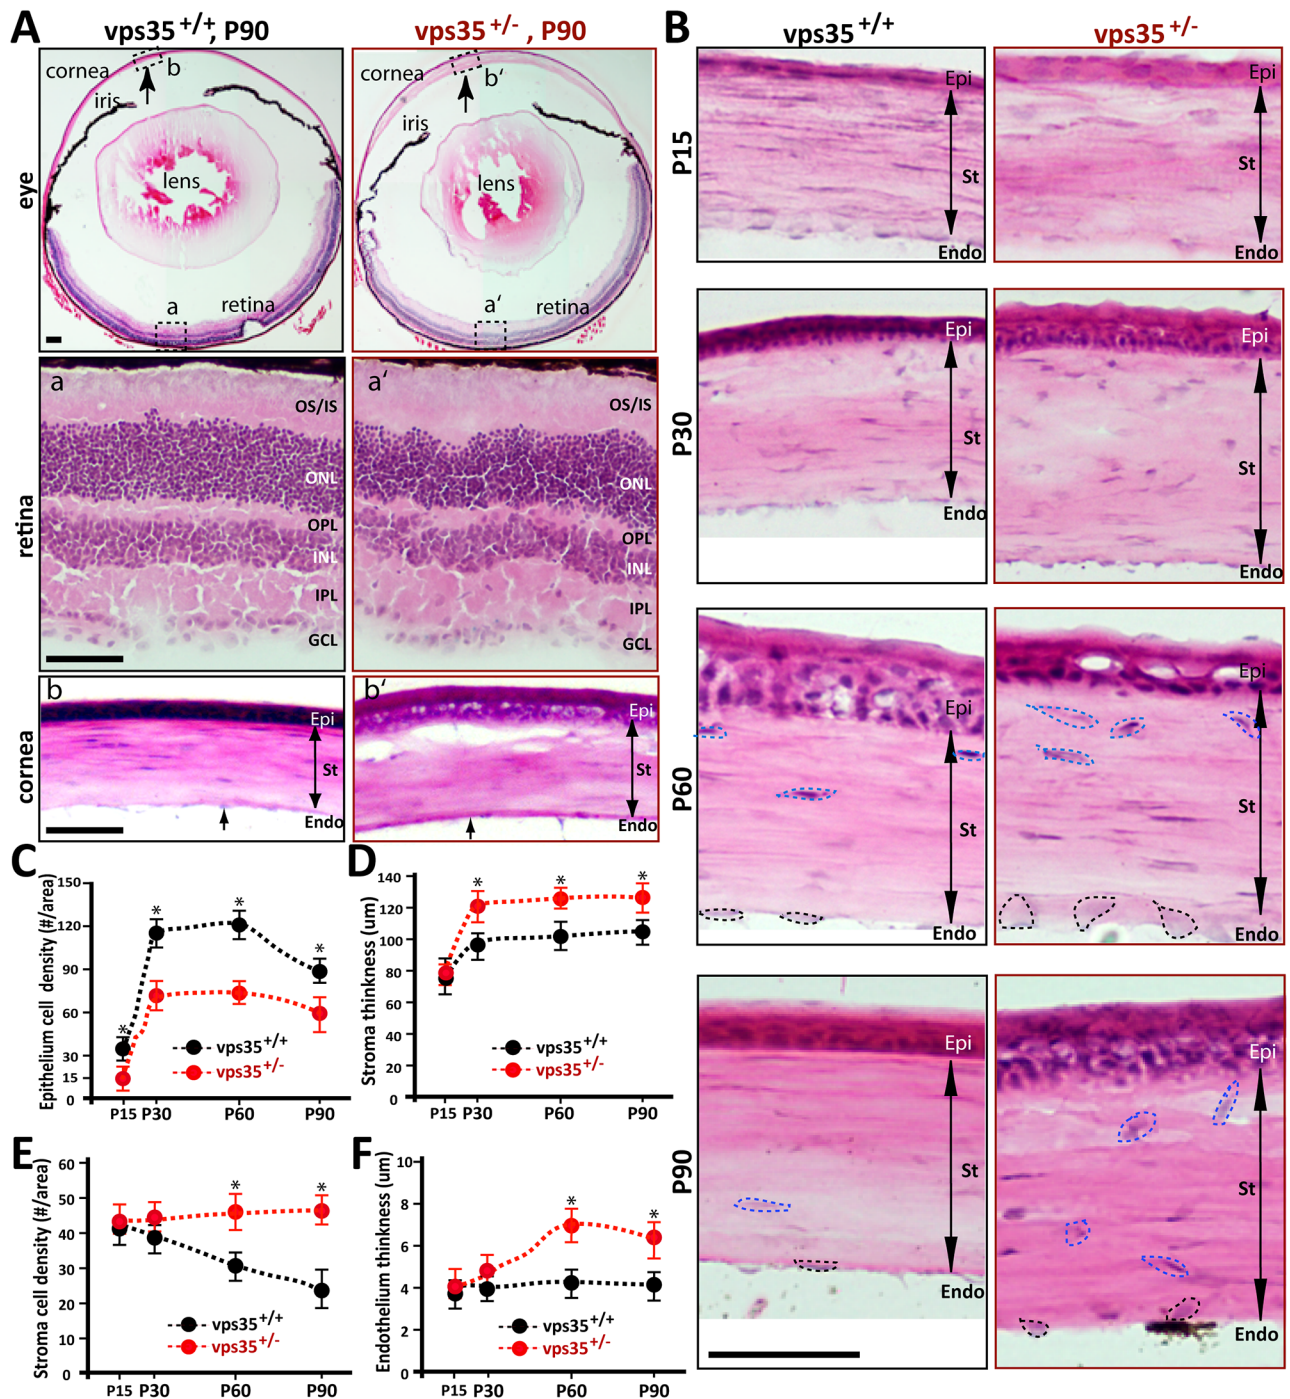 A
vps35 +/+, P90
vps35 +/- , P90
eye
cornea
b
iris
lens
a
retina
cornea
b‘
iris
lens
a‘
retina
retina
a
OS/IS
ONL
OPL
INL
IPL
GCL
a‘
OS/IS
ONL
OPL
INL
IPL
GCL
cornea
b
Epi
St
Endo
b‘
Epi
St
Endo
B
vps35 +/+
vps35 +/-
P15
Epi
St
Endo
Epi
St
Endo
P30
Epi
St
Endo
Epi
St
Endo
P60
Epi
St
Endo
Epi
St
Endo
P90
Epi
St
Endo
Epi
St
Endo
C
Epithelium cell density (#/area)
150
120
90
60
30
15
0
*
*
*
*
vps35 +/+
vps35 +/-
P15 P30 P60 P90
D
Stroma thinkness (um)
140
120
100
80
60
40
20
0
*
*
*
vps35 +/+
vps35 +/-
P15 P30 P60 P90
E
Stroma cell density (#/area)
60
50
40
30
20
10
0
*
*
vps35 +/+
vps35 +/-
P15 P30 P60 P90
F
Endothelium thinkness (um)
10
8
6
4
2
0
*
*
vps35 +/+
vps35 +/-
P15 P30 P60 P90